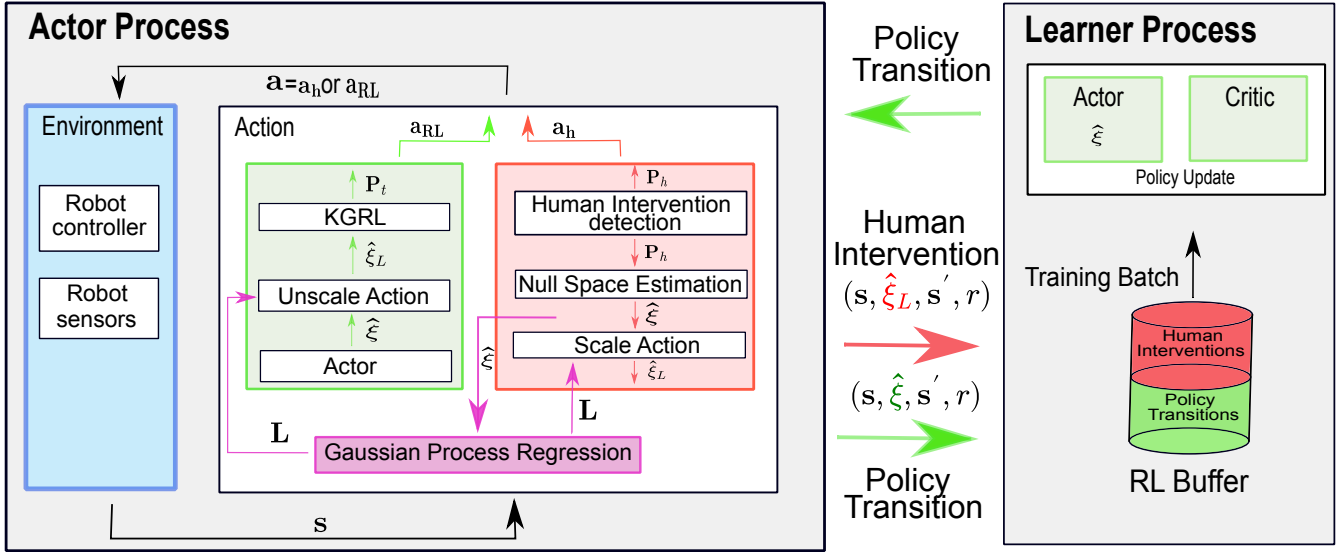 Actor Process
a=a_h or a_RL
Environment
Robot
controller
Robot
sensors
Action
a_RL
P_t
KGRL
ξ̂_L
Unscale Action
ξ̂
Actor
a_h
P_h
Human Intervention
detection
P_h
Null Space Estimation
ξ̂
Scale Action
ξ̂_L
ξ̂
L
L
Gaussian Process Regression
s
Policy
Transition
Human
Intervention
(s, ξ̂_L, s′, r)
(s, ξ̂, s′, r)
Policy
Transition
Learner Process
Actor
ξ̂
Critic
Policy Update
Training Batch
Human
Interventions
Policy
Transitions
RL Buffer